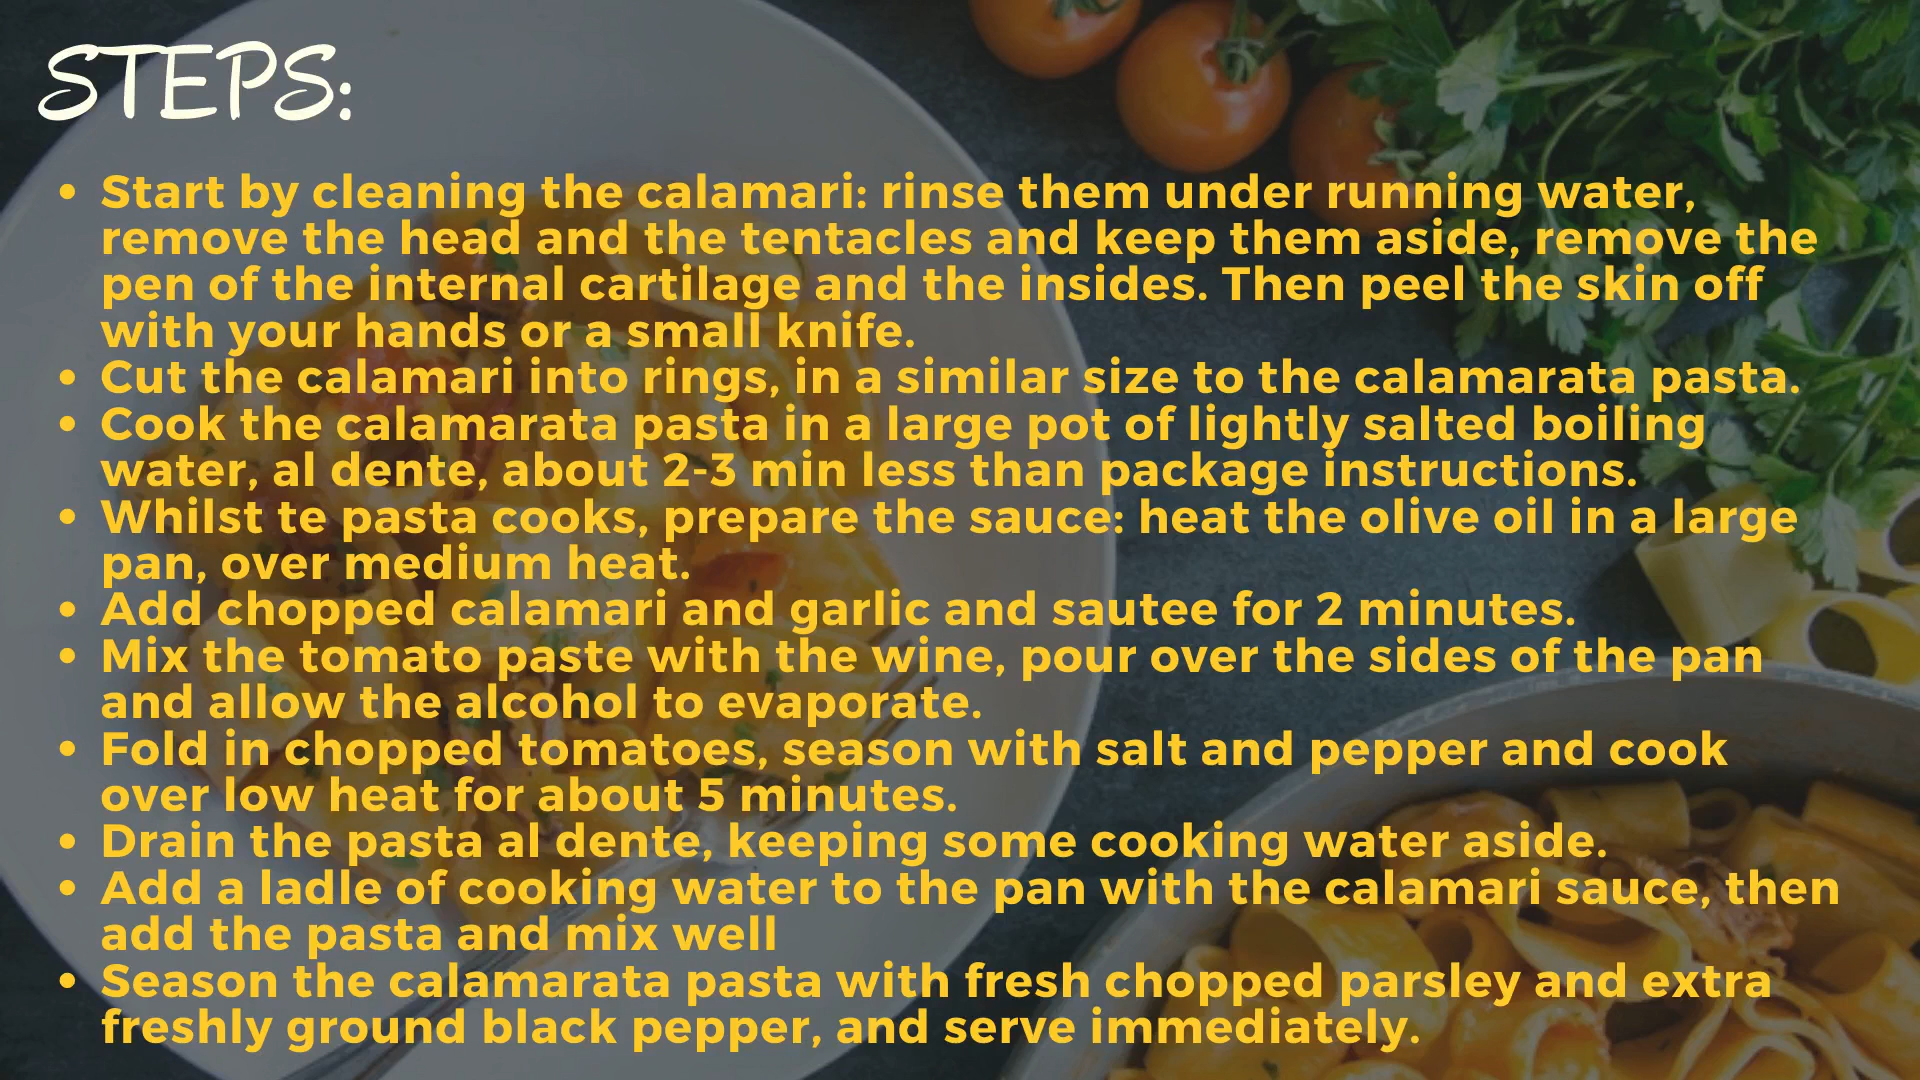 STEPS:
• Start by cleaning the calamari: rinse them under running water,
remove the head and the tentacles and keep them aside, remove the
pen of the internal cartilage and the insides. Then peel the skin off
with your hands or a small knife.
• Cut the calamari into rings, in a similar size to the calamarata pasta.
• Cook the calamarata pasta in a large pot of lightly salted boiling
water, al dente, about 2-3 min less than package instructions.
• Whilst te pasta cooks, prepare the sauce: heat the olive oil in a large
pan, over medium heat.
• Add chopped calamari and garlic and sautee for 2 minutes.
• Mix the tomato paste with the wine, pour over the sides of the pan
and allow the alcohol to evaporate.
• Fold in chopped tomatoes, season with salt and pepper and cook
over low heat for about 5 minutes.
• Drain the pasta al dente, keeping some cooking water aside.
• Add a ladle of cooking water to the pan with the calamari sauce, then
add the pasta and mix well
• Season the calamarata pasta with fresh chopped parsley and extra
freshly ground black pepper, and serve immediately.